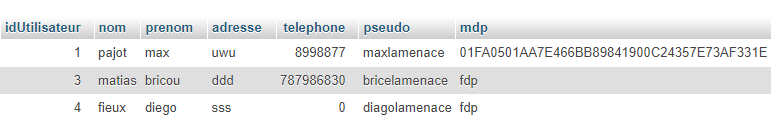 idUtilisateur nom prenom adresse telephone pseudo mdp
1 pajot max uwu 8998877 maxlamenace 01FA0501AA7E466BB89841900C24357E73AF331E
3 matias bricou ddd 787986830 bricelamenace fdp
4 fieux diego sss 0 diagolamenace fdp